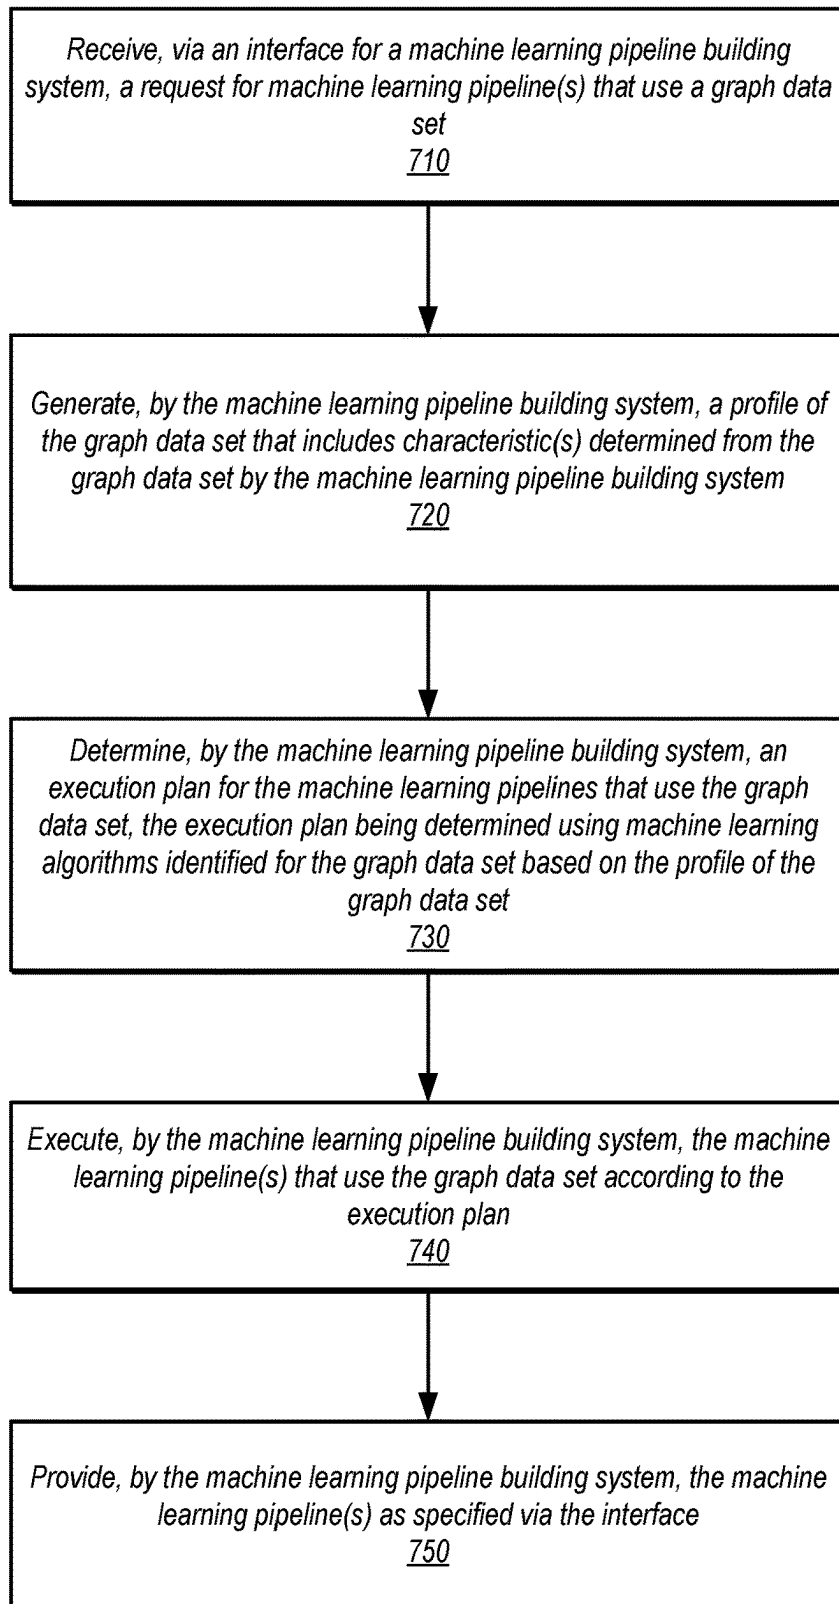 Receive, via an interface for a machine learning pipeline building
system, a request for machine learning pipeline(s) that use a graph data
set
710
Generate, by the machine learning pipeline building system, a profile of
the graph data set that includes characteristic(s) determined from the
graph data set by the machine learning pipeline building system
720
Determine, by the machine learning pipeline building system, an
execution plan for the machine learning pipelines that use the graph
data set, the execution plan being determined using machine learning
algorithms identified for the graph data set based on the profile of the
graph data set
730
Execute, by the machine learning pipeline building system, the machine
learning pipeline(s) that use the graph data set according to the
execution plan
740
Provide, by the machine learning pipeline building system, the machine
learning pipeline(s) as specified via the interface
750